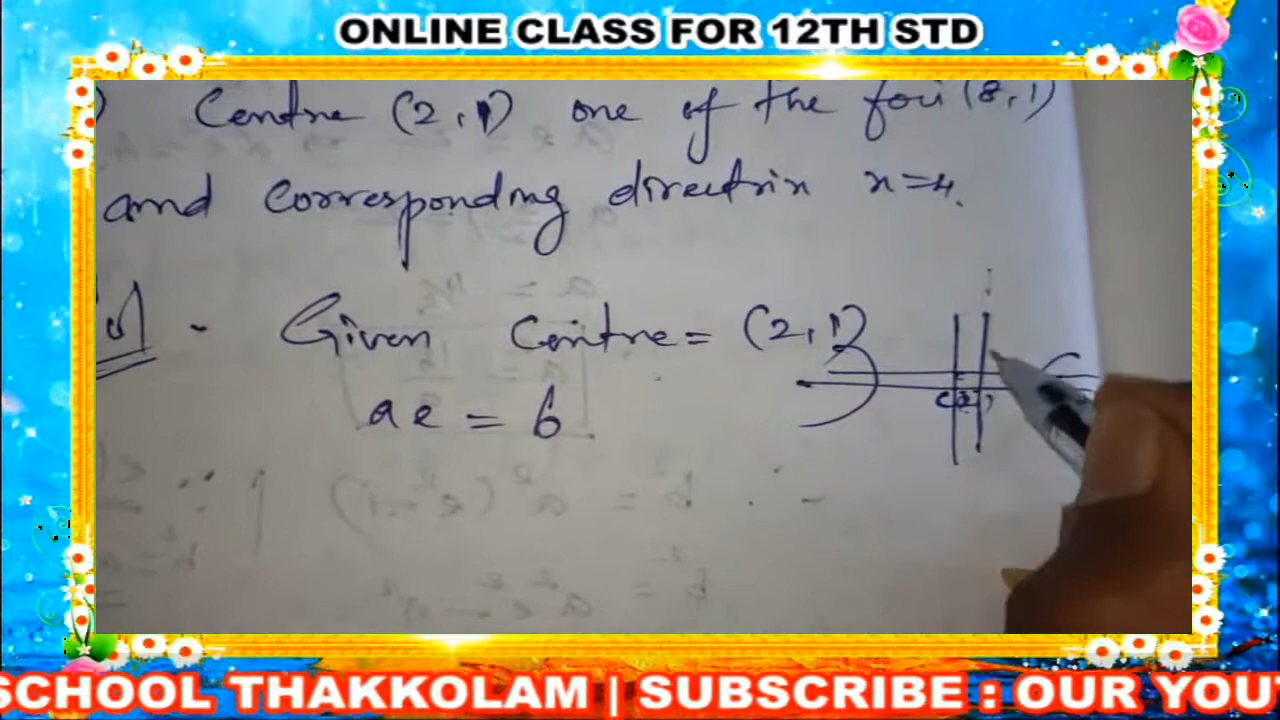 ONLINE CLASS FOR 12TH STD
) Centre (2,1) one of the foci (8,1)
and corresponding directrix x=4.
Given Centre = (2,1)
ae = 6
SCHOOL THAKKOLAM | SUBSCRIBE : OUR YOUT